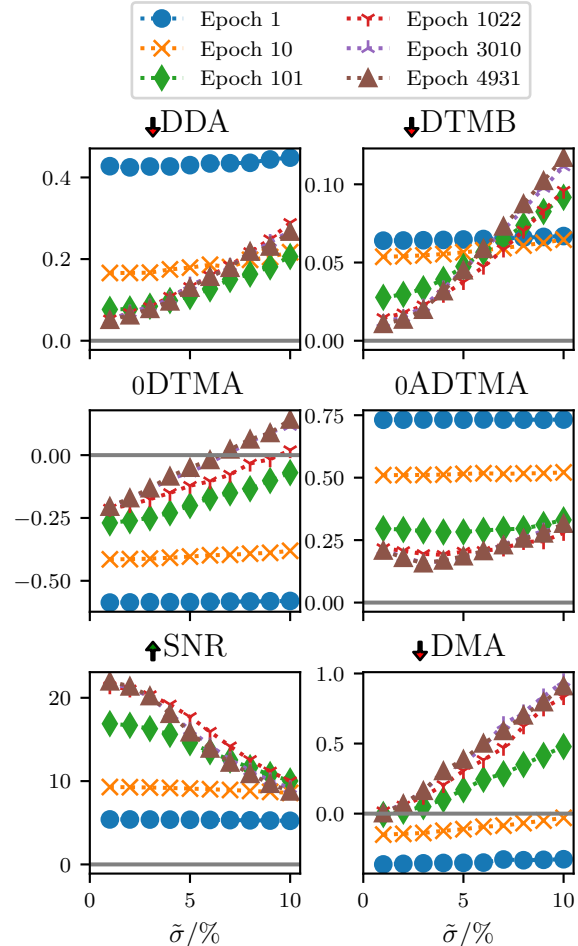 Epoch 1
Epoch 10
Epoch 101
Epoch 1022
Epoch 3010
Epoch 4931
DDA
DTMB
0.4
0.2
0.0
0.10
0.05
0.00
0DTMA
0ADTMA
0.00
−0.25
−0.50
0.75
0.50
0.25
0.00
SNR
DMA
20
10
0
1.0
0.5
0.0
0
5
10
0
5
10
σ̃/%
σ̃/%